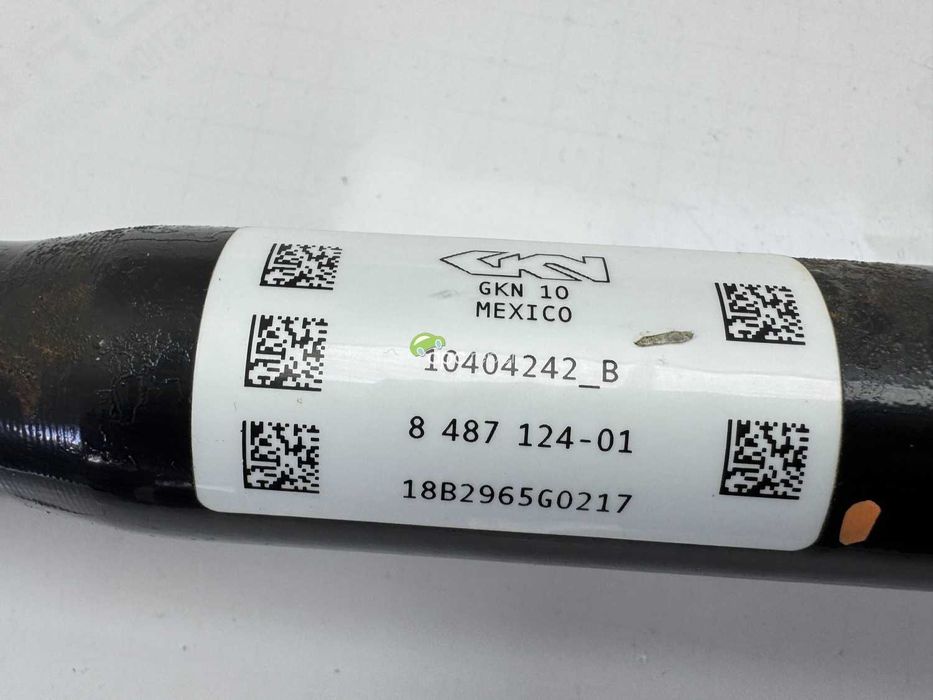 GKN
GKN 10
MEXICO
10404242_B
8 487 124-01
18B2965G0217